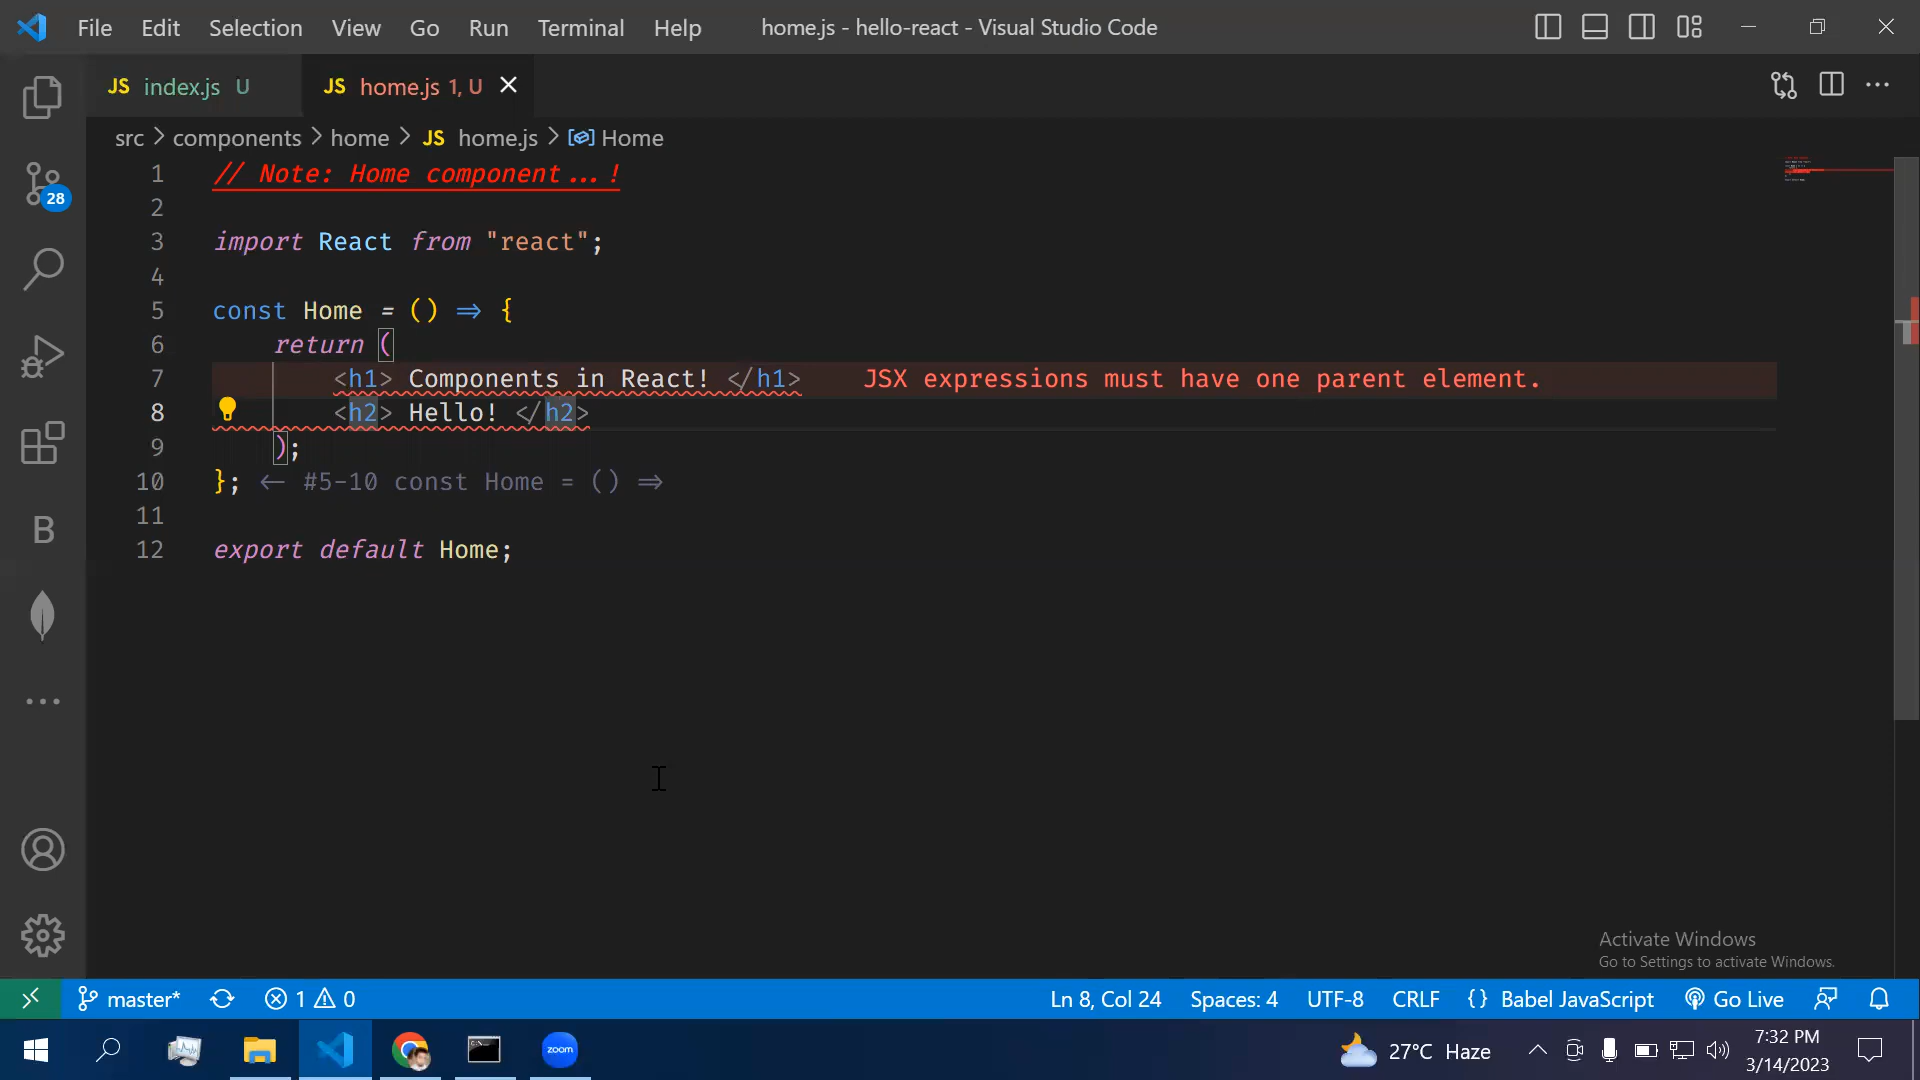 File Edit Selection View Go Run Terminal Help home.js - hello-react - Visual Studio Code
JS index.js U JS home.js 1, U
src > components > home > JS home.js > Home
28
1 // Note: Home component...!
2
3 import React from "react";
4
5 const Home = () => {
6 return (
7 <h1> Components in React! </h1> JSX expressions must have one parent element.
8 <h2> Hello! </h2>
9 );
10 }; <- #5-10 const Home = () =>
11
12 export default Home;
B
Activate Windows
Go to Settings to activate Windows.
master* 1 0 Ln 8, Col 24 Spaces: 4 UTF-8 CRLF {} Babel JavaScript Go Live
zoom 27°C Haze 7:32 PM
3/14/2023